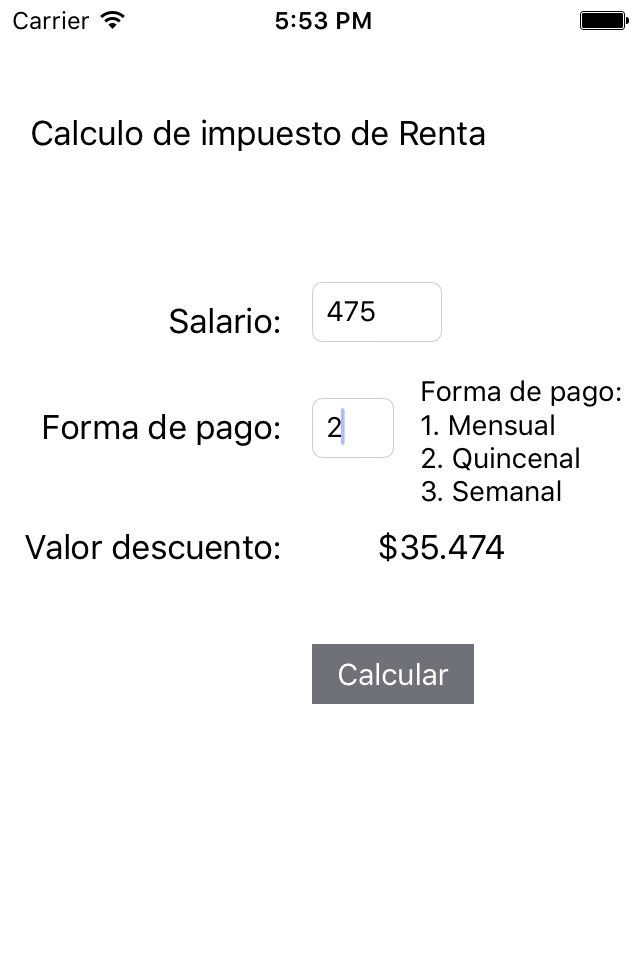 Carrier 5:53 PM
Calculo de impuesto de Renta
Salario: 475
Forma de pago: 2
Forma de pago:
1. Mensual
2. Quincenal
3. Semanal
Valor descuento: $35.474
Calcular